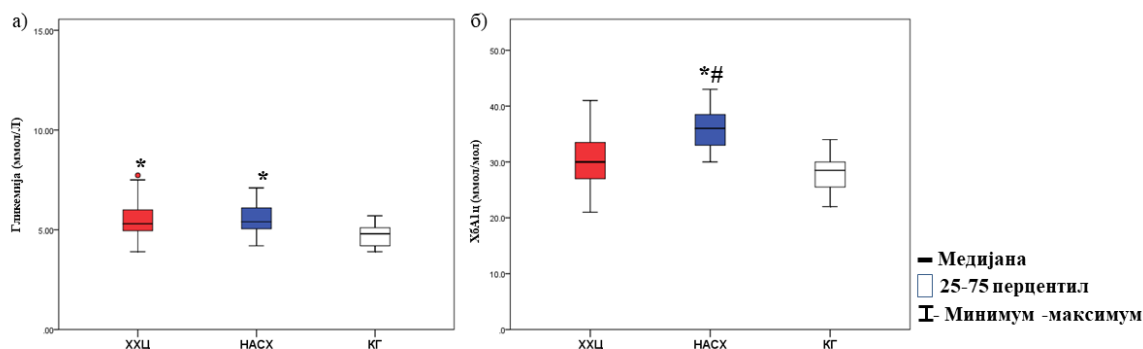 а)
Гликемија (ммол/Л)
15.00
10.00
5.00
.00
*
*
ХХЦ
НАСХ
КГ
б)
ХбА1ц (ммол/мол)
50.0
40.0
30.0
20.0
10.0
.00
*#
ХХЦ
НАСХ
КГ
Медијана
25-75 перцентил
- Минимум -максимум